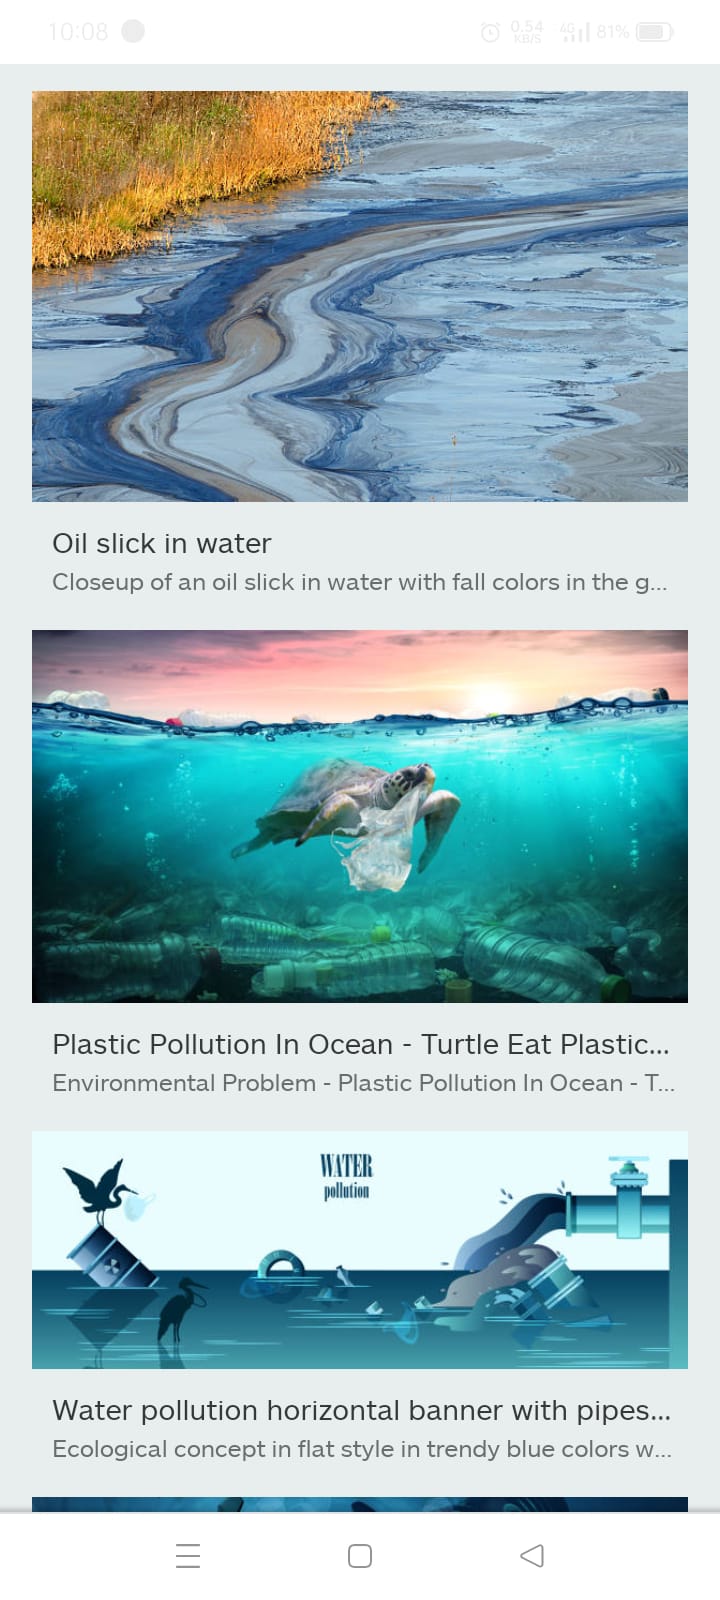 10:08
0.54
KB/S
4G
81%
Oil slick in water
Closeup of an oil slick in water with fall colors in the g...
Plastic Pollution In Ocean - Turtle Eat Plastic...
Environmental Problem - Plastic Pollution In Ocean - T...
WATER
pollution
Water pollution horizontal banner with pipes...
Ecological concept in flat style in trendy blue colors w...